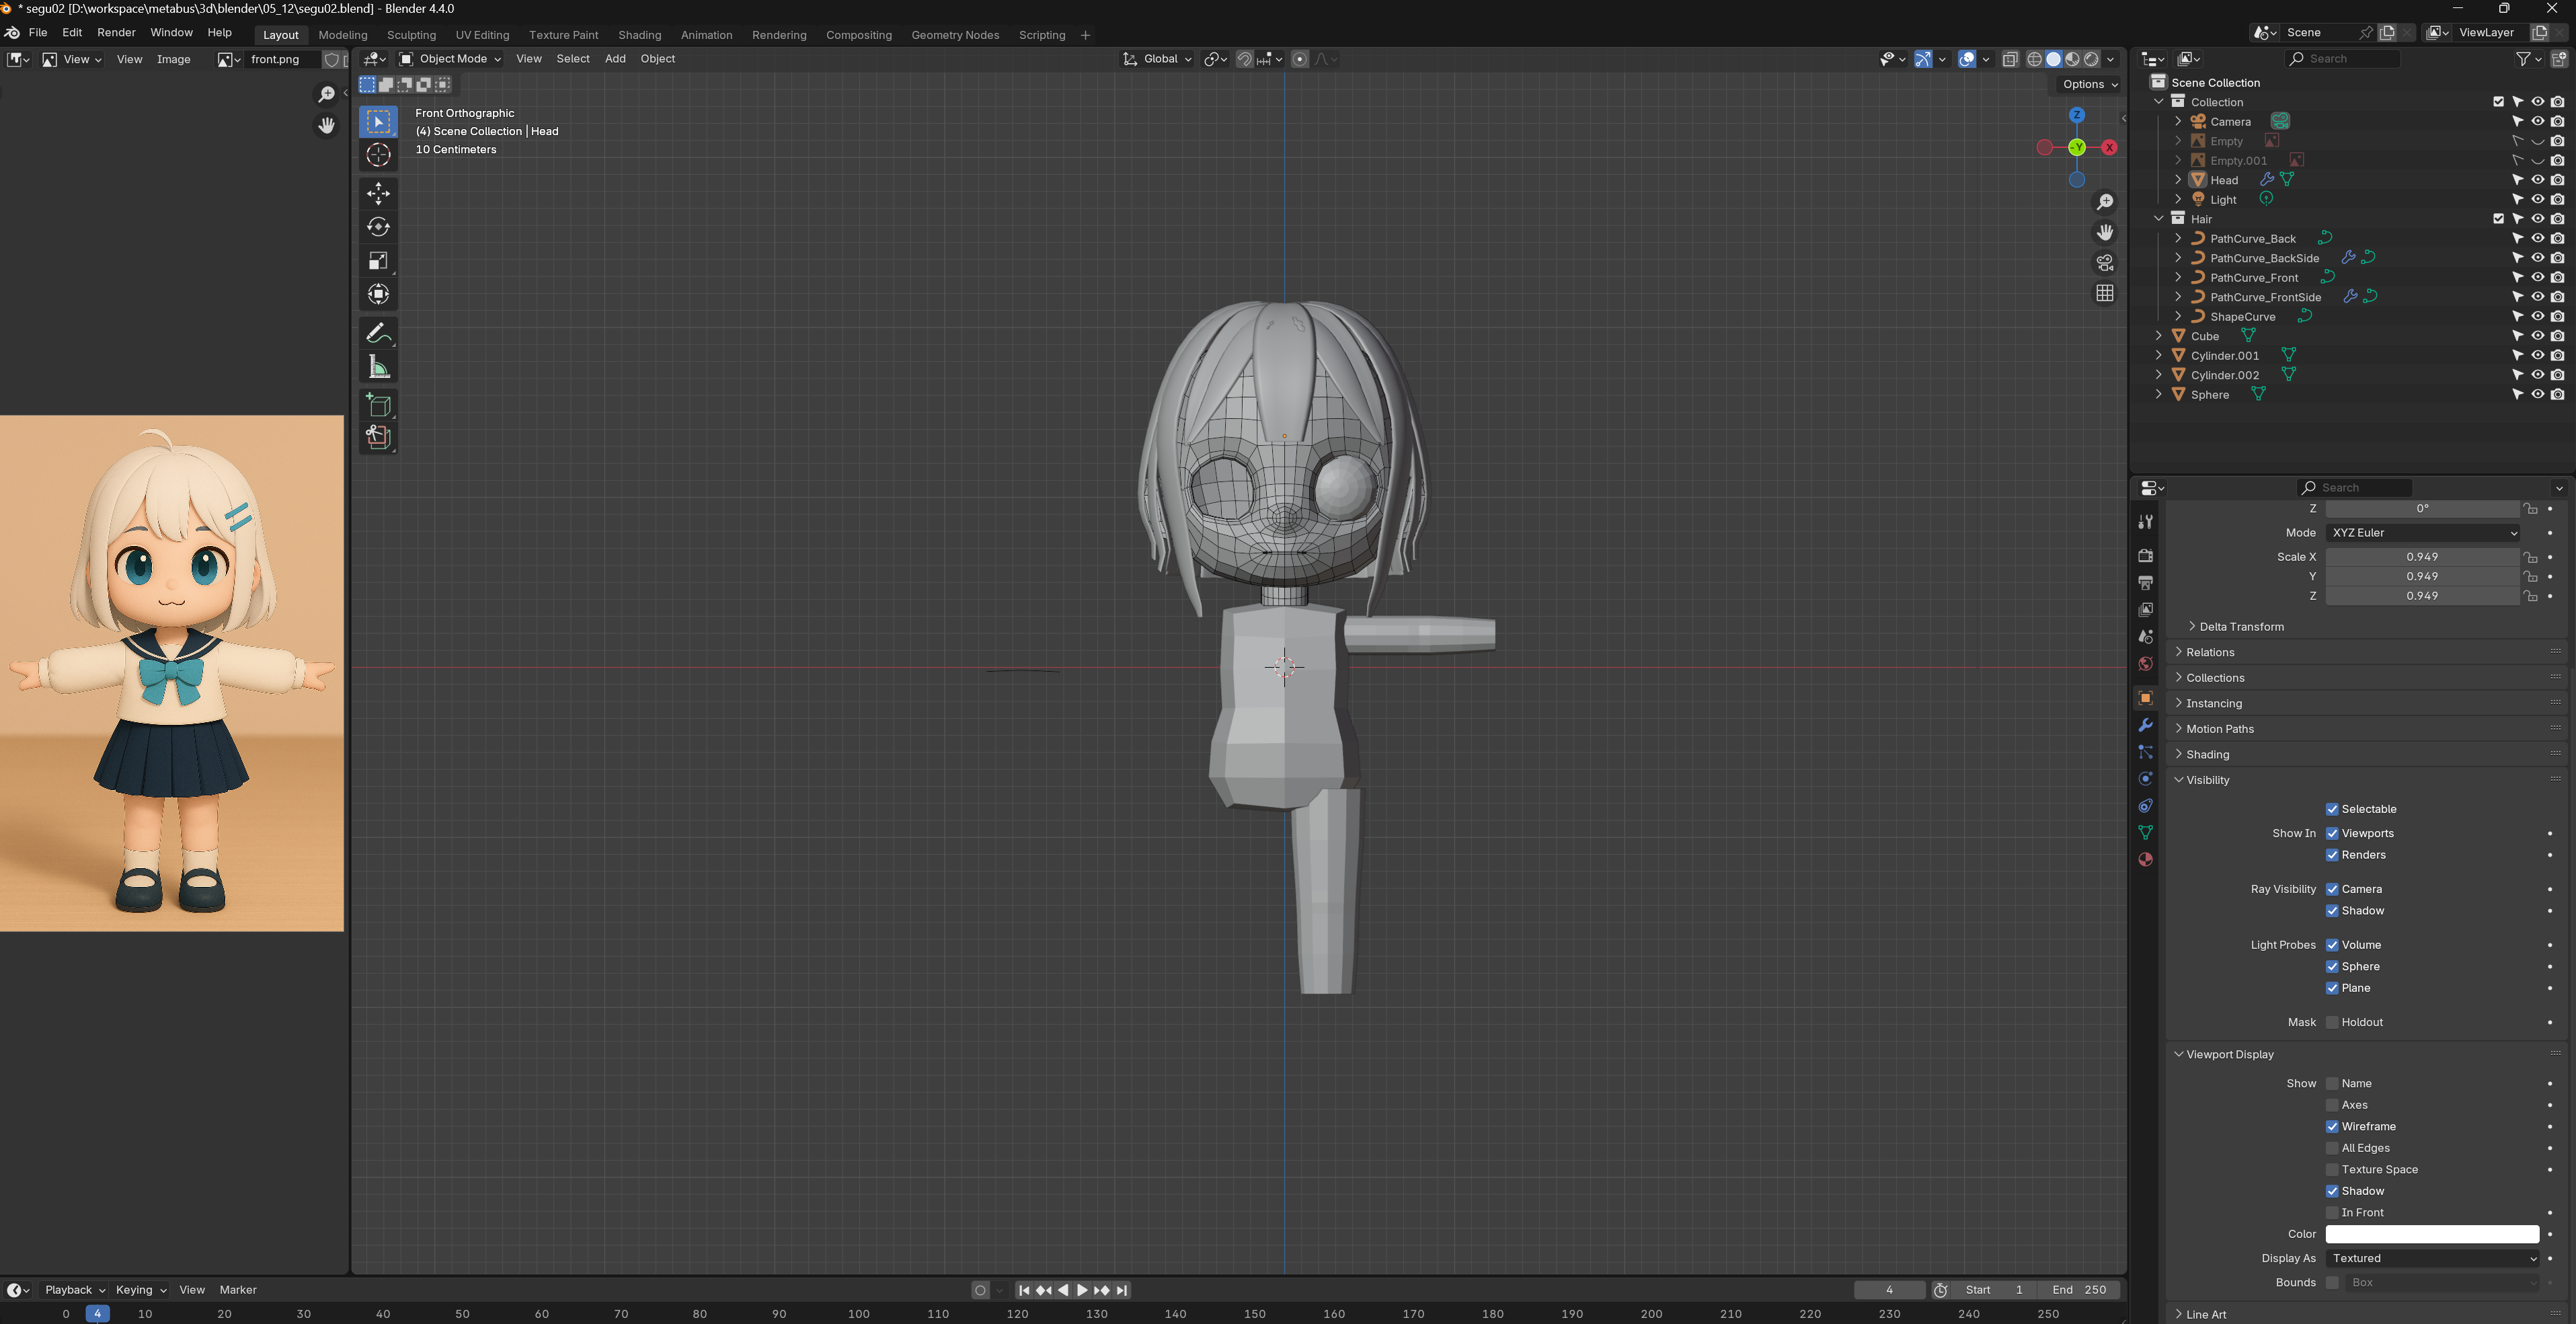 * segu02 [D:\workspace\metabus\3d\blender\05_12\segu02.blend] - Blender 4.4.0
File Edit Render Window Help Layout Modeling Sculpting UV Editing Texture Paint Shading Animation Rendering Compositing Geometry Nodes Scripting + Scene ViewLayer
View View Image front.png Object Mode View Select Add Object Global Search
Options
Front Orthographic
(4) Scene Collection | Head
10 Centimeters
Z
-Y
X
Scene Collection
Collection
Camera
Empty
Empty.001
Head
Light
Hair
PathCurve_Back
PathCurve_BackSide
PathCurve_Front
PathCurve_FrontSide
ShapeCurve
Cube
Cylinder.001
Cylinder.002
Sphere
Search
Z 0°
Mode XYZ Euler
Scale X 0.949
Y 0.949
Z 0.949
Delta Transform
Relations
Collections
Instancing
Motion Paths
Shading
Visibility
Selectable
Show In Viewports
Renders
Ray Visibility Camera
Shadow
Light Probes Volume
Sphere
Plane
Mask Holdout
Viewport Display
Show Name
Axes
Wireframe
All Edges
Texture Space
Shadow
In Front
Color
Display As Textured
Bounds Box
Line Art
Playback Keying View Marker 4 Start 1 End 250
0 4 10 20 30 40 50 60 70 80 90 100 110 120 130 140 150 160 170 180 190 200 210 220 230 240 250